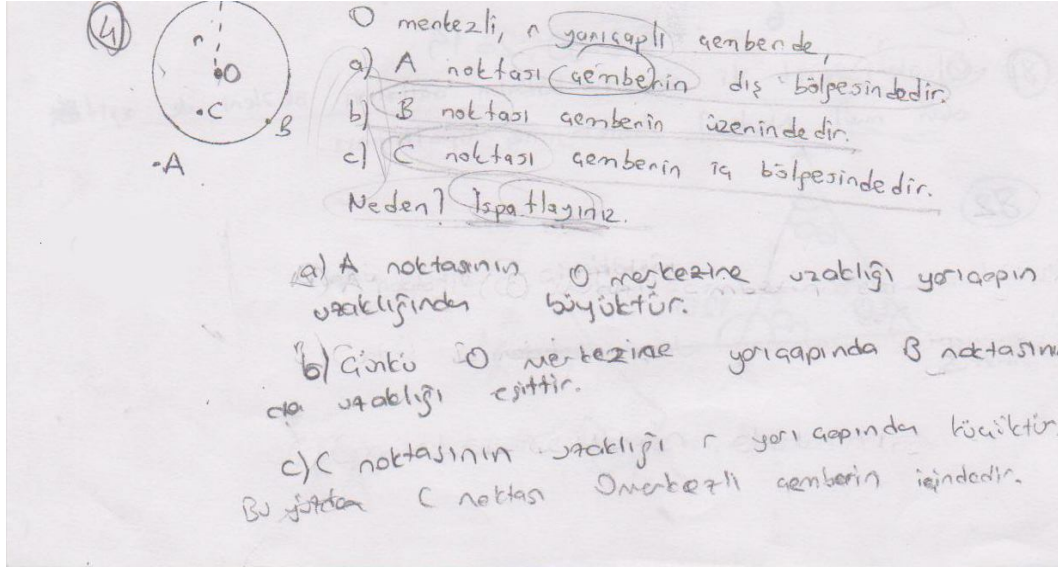 4
r
O
C
B
A
O merkezli, r yarıçaplı çemberde,
a) A noktası çemberin dış bölgesindedir.
b) B noktası çemberin üzerindedir.
c) C noktası çemberin iç bölgesindedir.
Neden? İspatlayınız.
a) A noktasının O merkezine uzaklığı yarıçapın
uzaklığından büyüktür.
b) Çünkü O merkezine yarıçapında B noktasını
da uzaklığı eşittir.
c) C noktasının uzaklığı r yarıçapında küçüktür
Bu yüzden C noktası O merkezli çemberin içindedir.